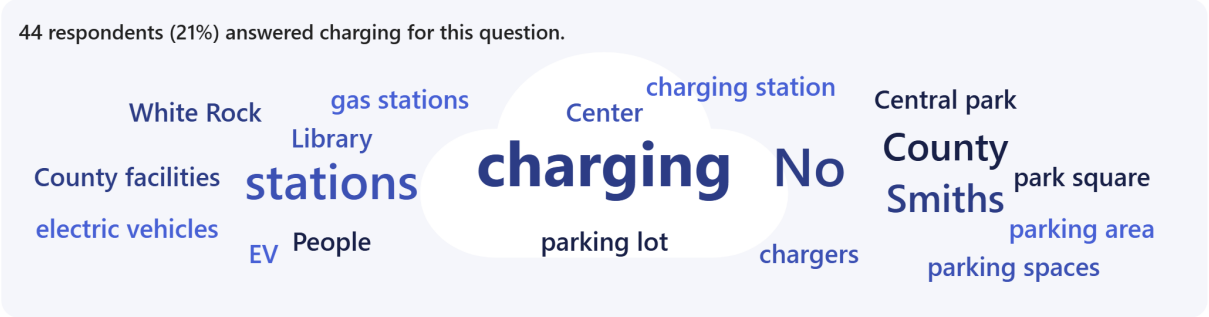 44 respondents (21%) answered charging for this question.
charging station
gas stations
Central park
White Rock
Center
Library
County
charging
No
County facilities
stations
park square
Smiths
electric vehicles
parking area
People
parking lot
EV
chargers
parking spaces